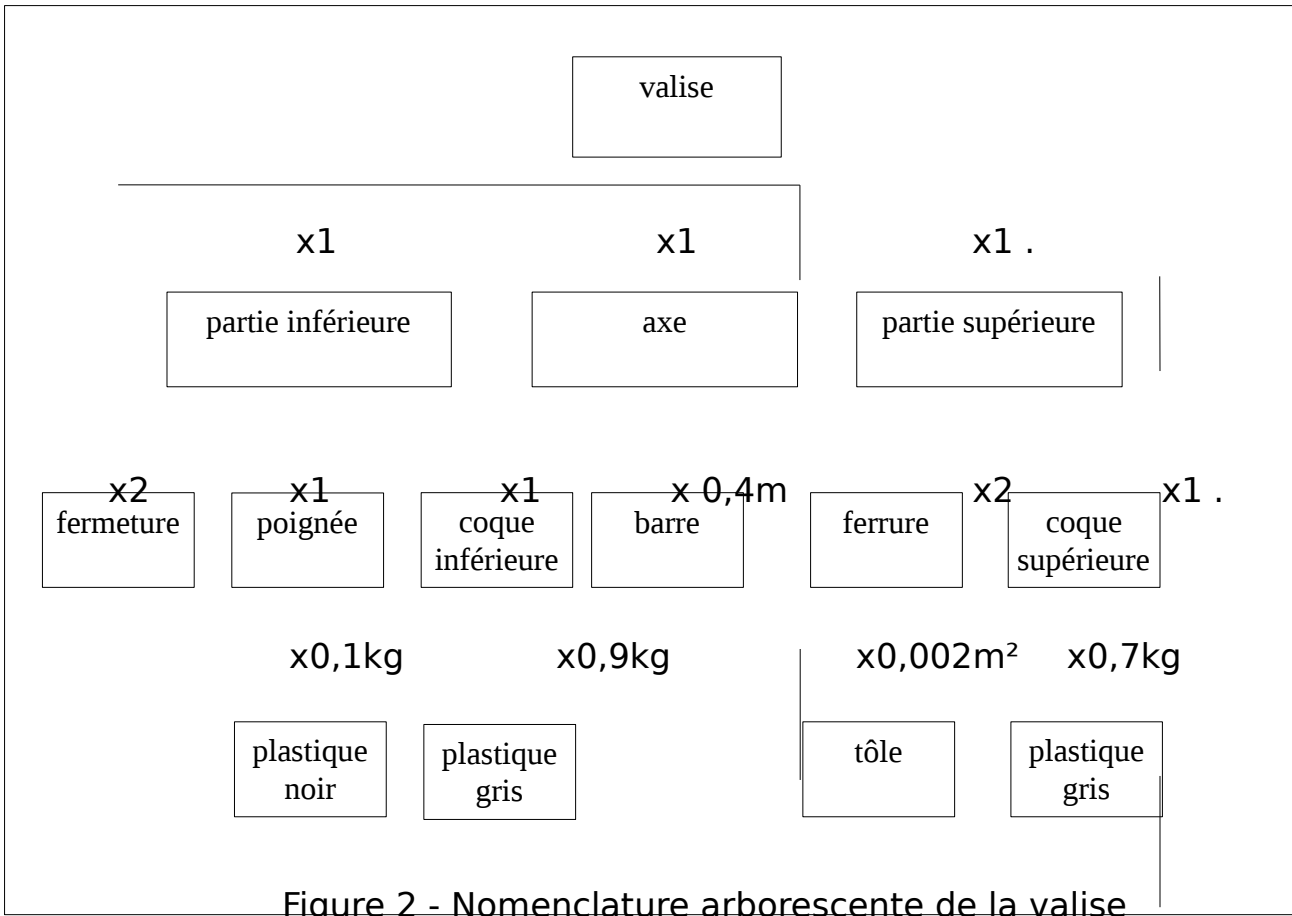 valise
x1 x1 x1 .
partie inférieure axe partie supérieure
x2 x1 x1 x 0,4m x2 x1 .
fermeture poignée coque barre ferrure coque
inférieure supérieure
x0,1kg x0,9kg x0,002m² x0,7kg
plastique plastique tôle plastique
noir gris gris
Figure 2 - Nomenclature arborescente de la valise